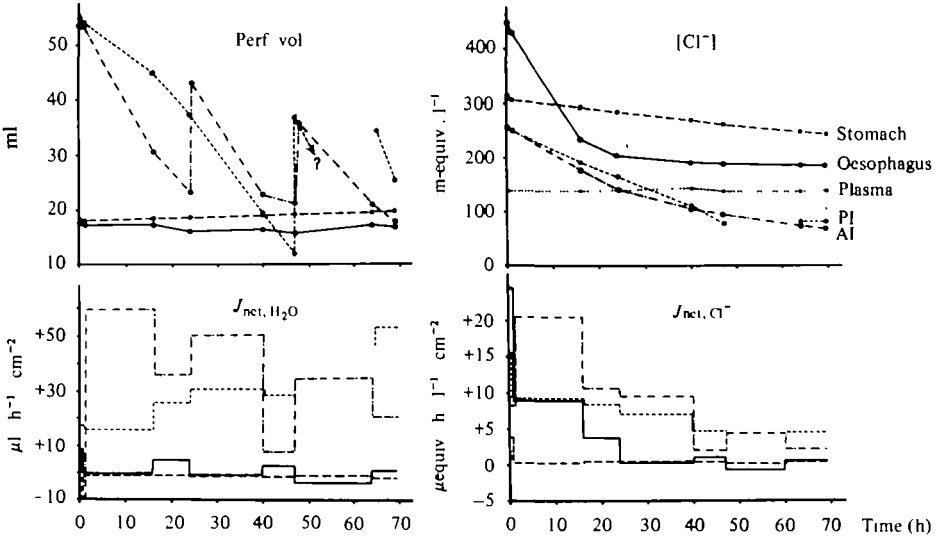 Perf vol
ml
50
40
30
20
10
?
[Cl⁻]
m-equiv. l⁻¹
400
300
200
100
0
Stomach
Oesophagus
Plasma
PI
AI
Jnet, H₂O
µl h⁻¹ cm⁻²
+50
+30
+10
-10
0 10 20 30 40 50 60 70
Jnet, Cl⁻
µequiv h l⁻¹ cm⁻²
+20
+15
+10
+5
0
−5
0 10 20 30 40 50 60 70 Time (h)